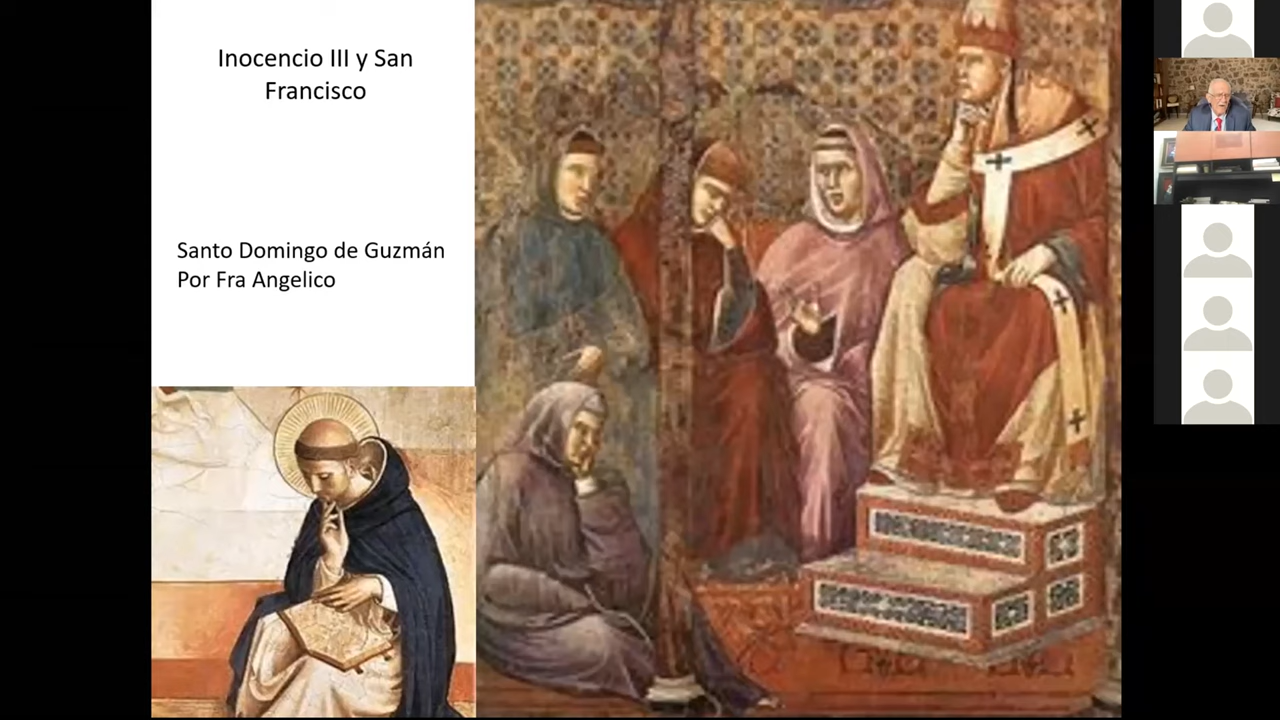 Inocencio III y San
Francisco
Santo Domingo de Guzmán
Por Fra Angelico